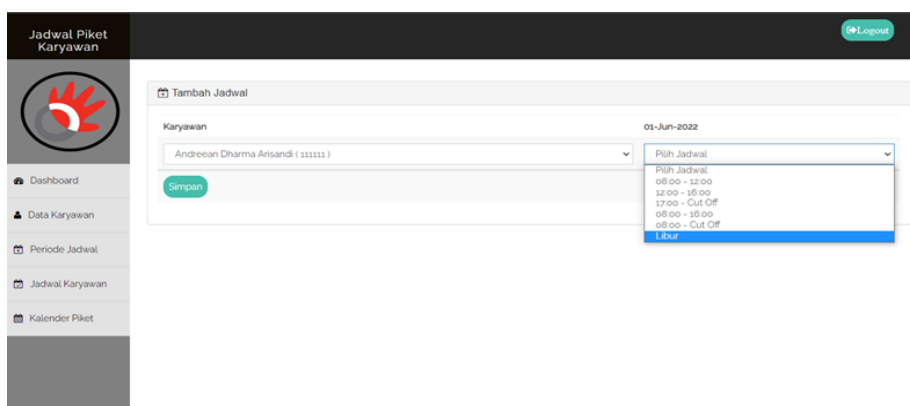 Jadwal Piket
Karyawan
Logout
Dashboard
Data Karyawan
Periode Jadwal
Jadwal Karyawan
Kalender Piket
Tambah Jadwal
Karyawan
01-Jun-2022
Andreean Dharma Arisandi ( 111111 )
Pilih Jadwal
Pilih Jadwal
08:00 - 12:00
12:00 - 16:00
17:00 - Cut Off
08:00 - 16:00
08:00 - Cut Off
Libur
Simpan